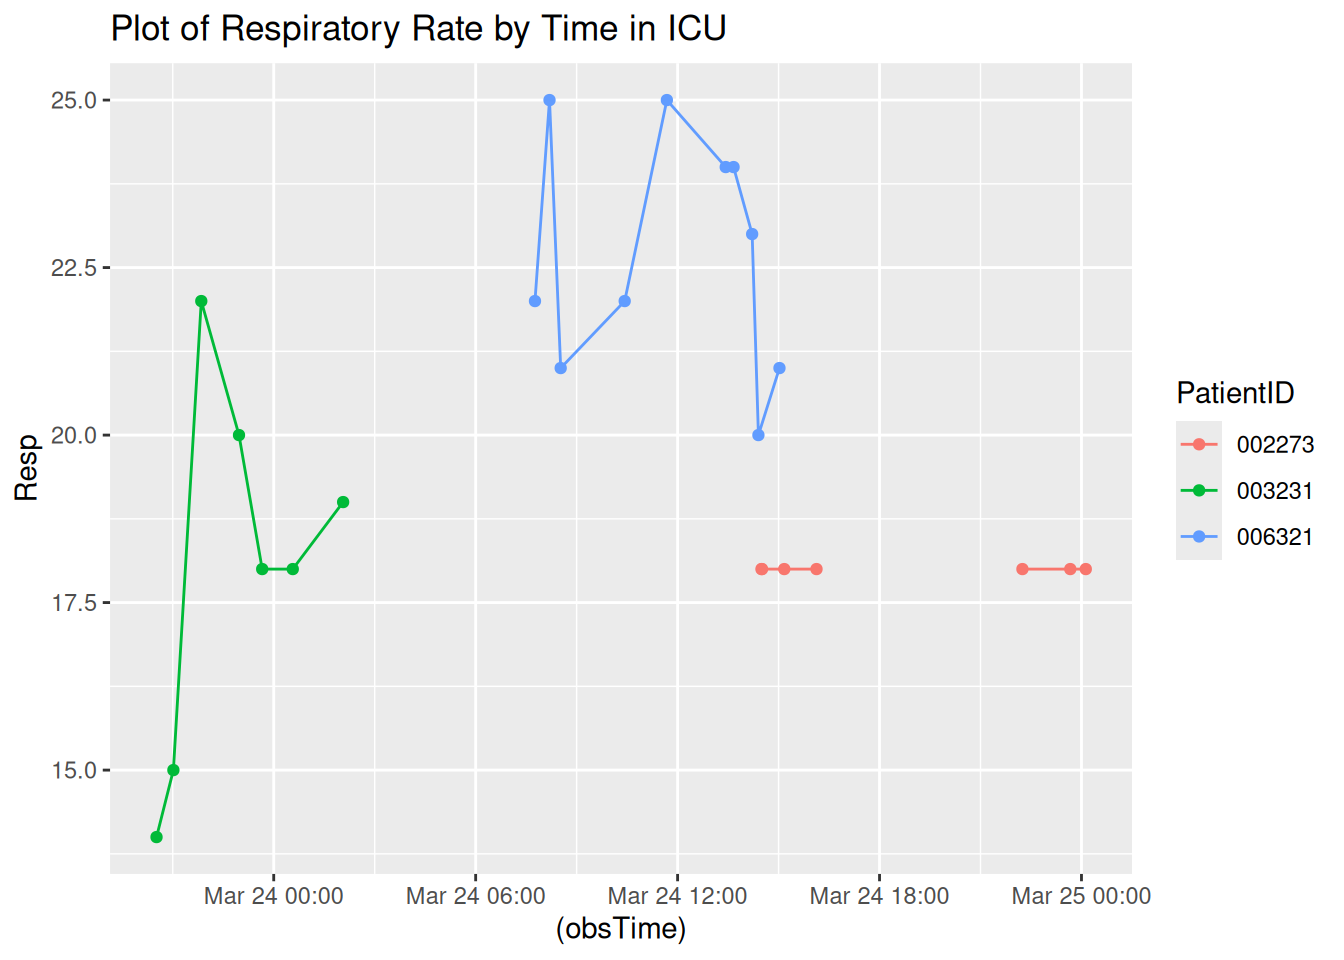 Plot of Respiratory Rate by Time in ICU
25.0
22.5
20.0
17.5
15.0
Resp
Mar 24 00:00 Mar 24 06:00 Mar 24 12:00 Mar 24 18:00 Mar 25 00:00
(obsTime)
PatientID
002273
003231
006321